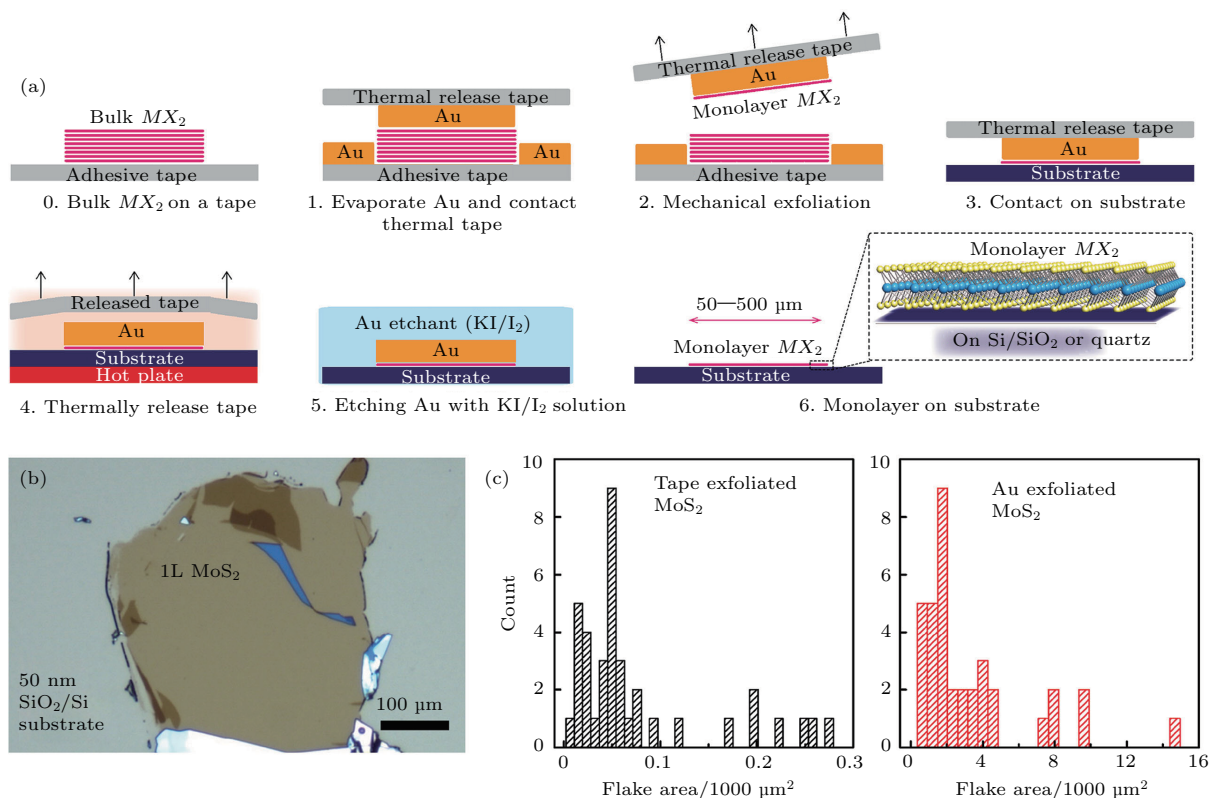 (a)
Bulk MX₂
Adhesive tape
0. Bulk MX₂ on a tape
Thermal release tape
Au
Au
Au
Adhesive tape
1. Evaporate Au and contact
thermal tape
Thermal release tape
Au
Monolayer MX₂
Adhesive tape
2. Mechanical exfoliation
Thermal release tape
Au
Substrate
3. Contact on substrate
Released tape
Au
Substrate
Hot plate
4. Thermally release tape
Au etchant (KI/I₂)
Au
Substrate
5. Etching Au with KI/I₂ solution
50—500 μm
Monolayer MX₂
Substrate
Monolayer MX₂
On Si/SiO₂ or quartz
6. Monolayer on substrate
(b)
1L MoS₂
50 nm
SiO₂/Si
substrate
100 μm
(c)
Count
10
8
6
4
2
0
Tape exfoliated
MoS₂
0
0.1
0.2
0.3
Flake area/1000 μm²
10
8
6
4
2
0
Au exfoliated
MoS₂
0
4
8
12
16
Flake area/1000 μm²